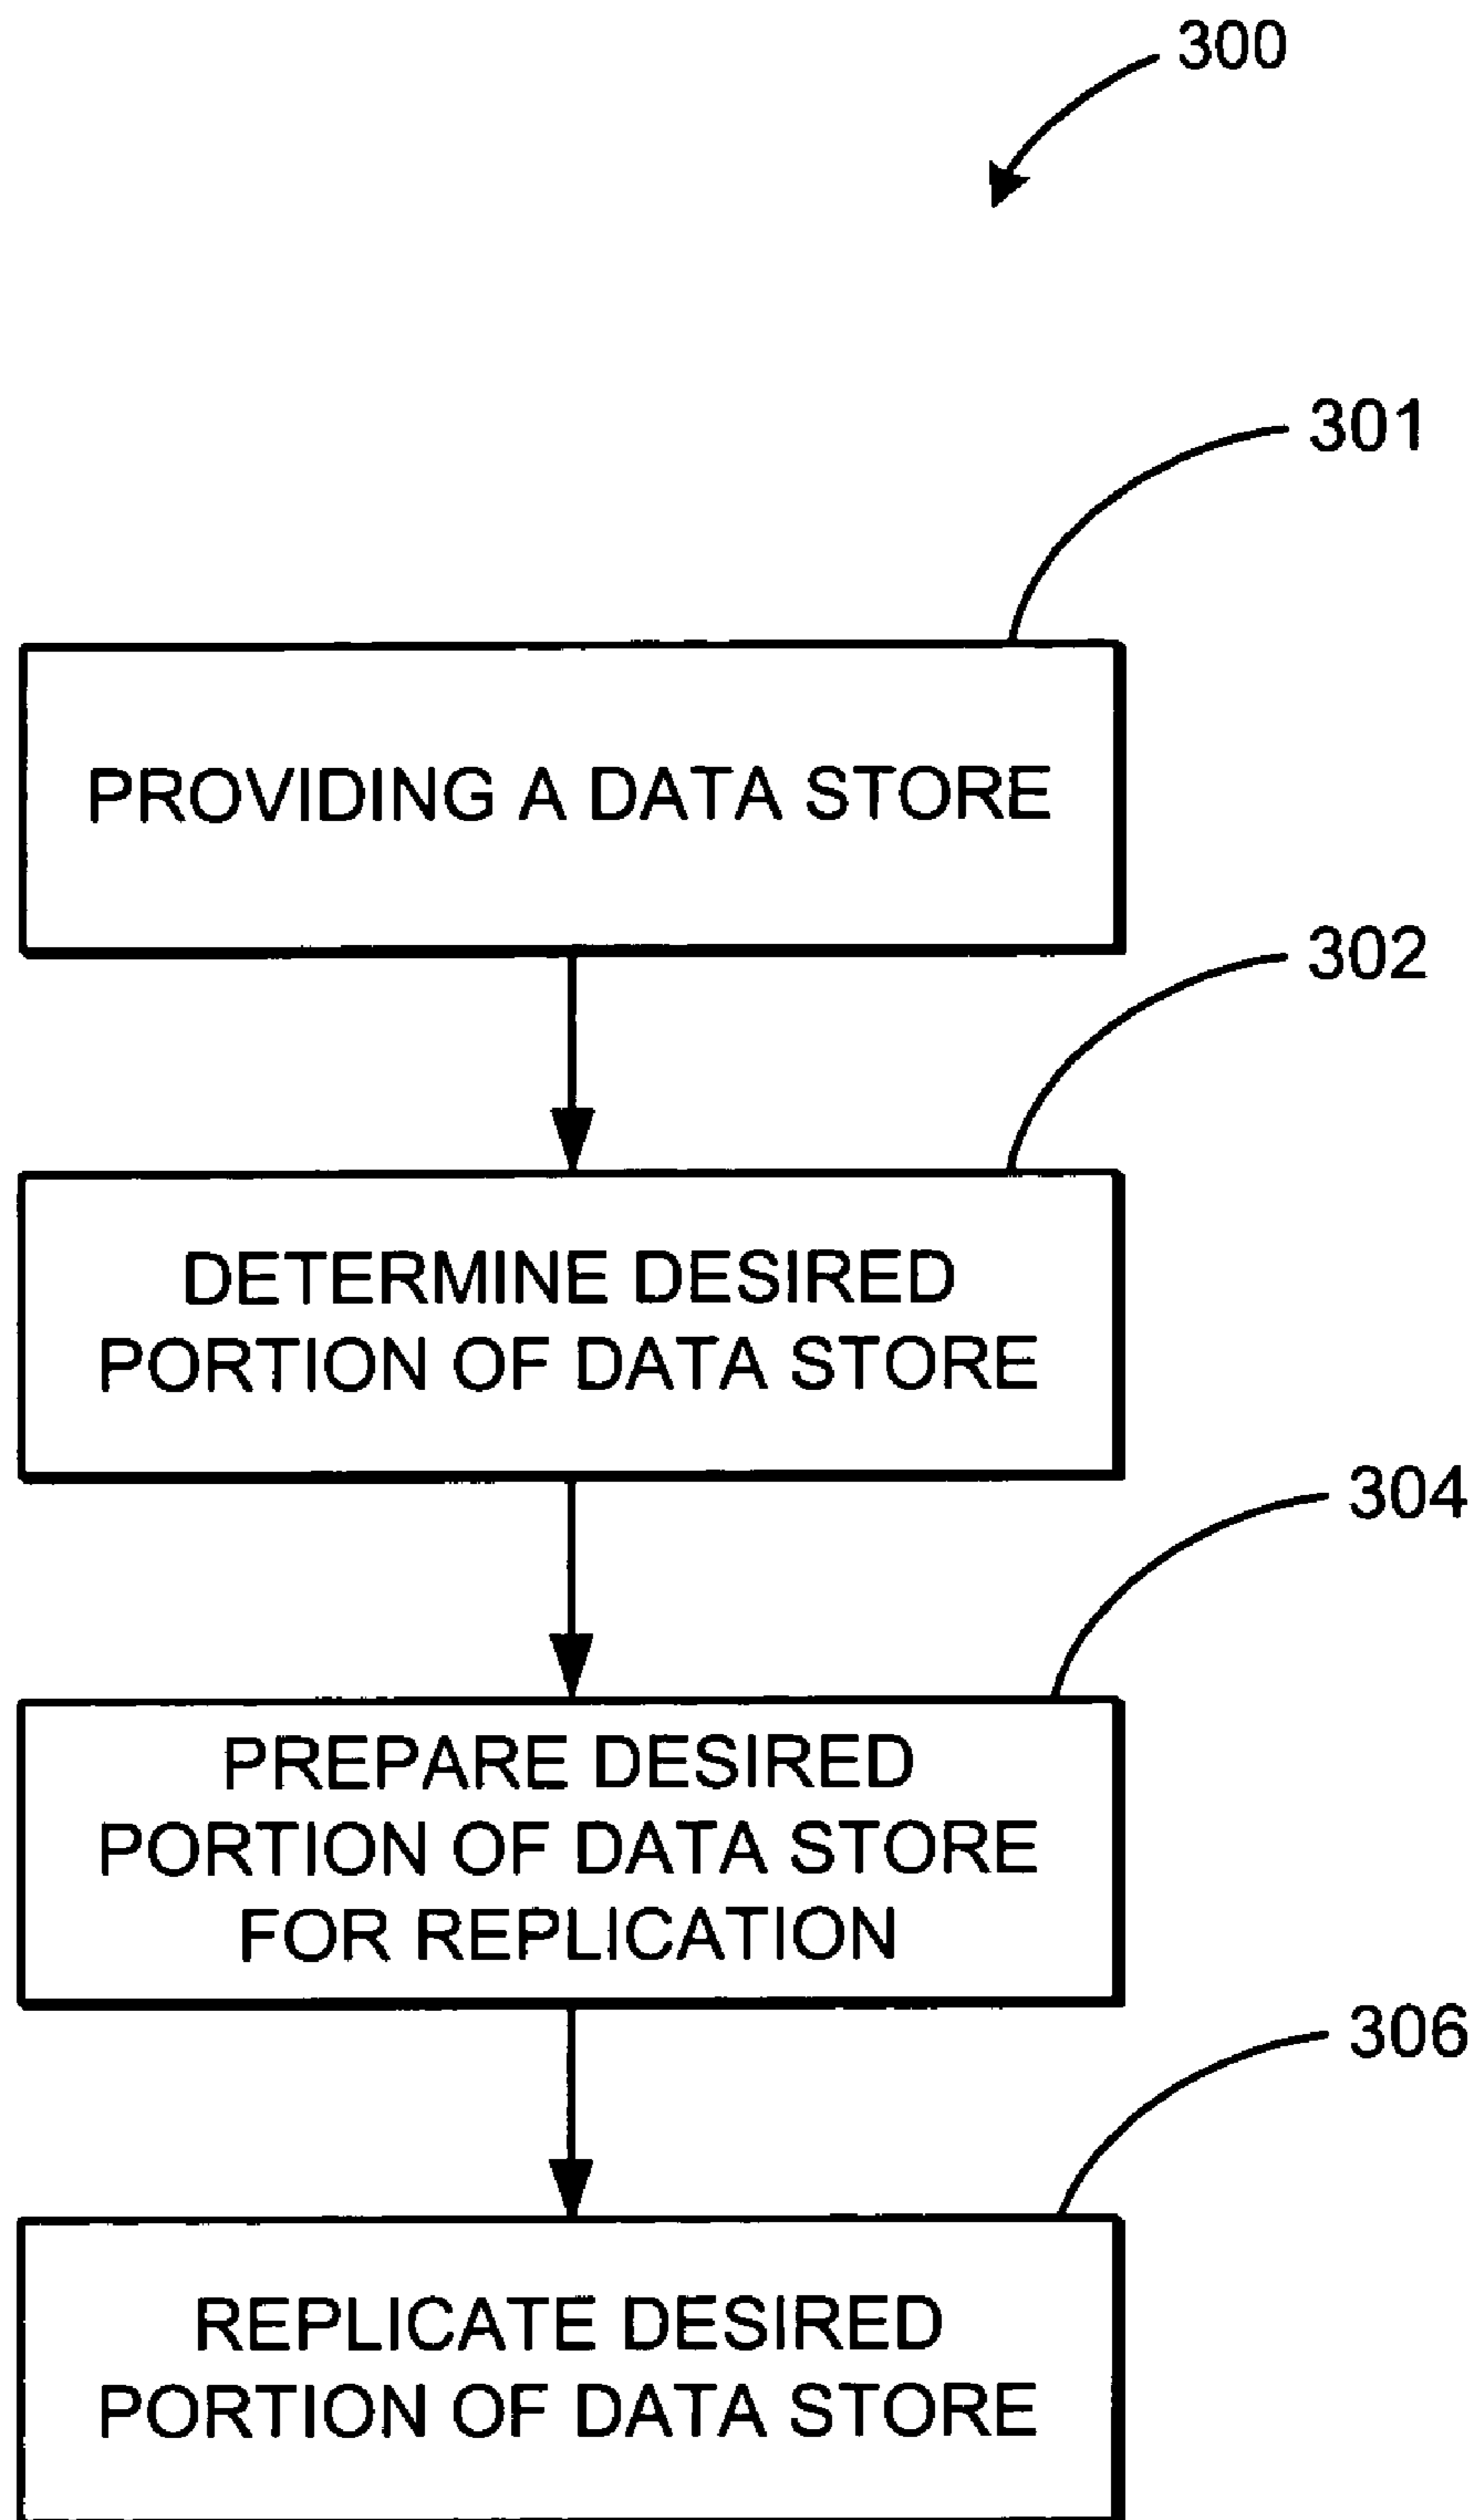 300
301
PROVIDING A DATA STORE
302
DETERMINE DESIRED
PORTION OF DATA STORE
304
PREPARE DESIRED
PORTION OF DATA STORE
FOR REPLICATION
306
REPLICATE DESIRED
PORTION OF DATA STORE